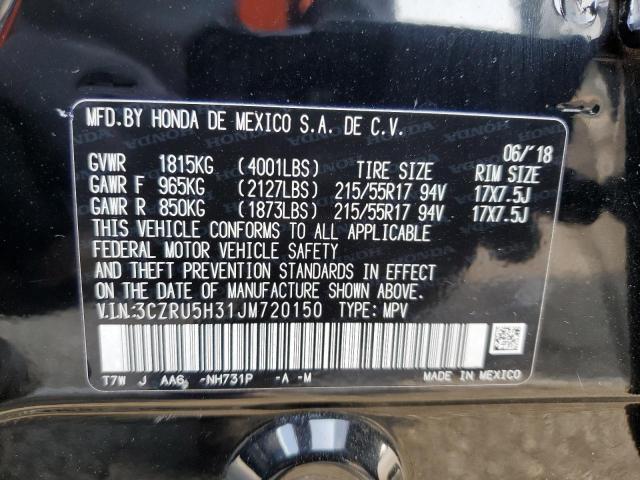 MFD.BY HONDA DE MEXICO S.A. DE C.V.
06/'18
GVWR 1815KG (4001LBS) TIRE SIZE RIM SIZE
GAWR F 965KG (2127LBS) 215/55R17 94V 17X7.5J
GAWR R 850KG (1873LBS) 215/55R17 94V 17X7.5J
THIS VEHICLE CONFORMS TO ALL APPLICABLE
FEDERAL MOTOR VEHICLE SAFETY
AND THEFT PREVENTION STANDARDS IN EFFECT
ON THE DATE OF MANUFACTURE SHOWN ABOVE.
V.I.N:3CZRU5H31JM720150 TYPE: MPV
T7W J AA6 -NH731P -A -M
MADE IN MEXICO